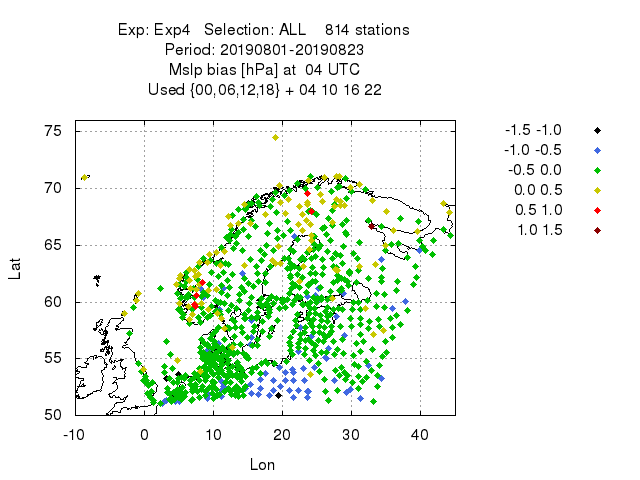 Exp: Exp4   Selection: ALL    814 stations
Period: 20190801-20190823
Mslp bias [hPa] at  04 UTC
Used {00,06,12,18} + 04 10 16 22
-1.5 -1.0
-1.0 -0.5
-0.5 0.0
0.0 0.5
0.5 1.0
1.0 1.5
75
70
65
60
55
50
Lat
-10 0 10 20 30 40
Lon